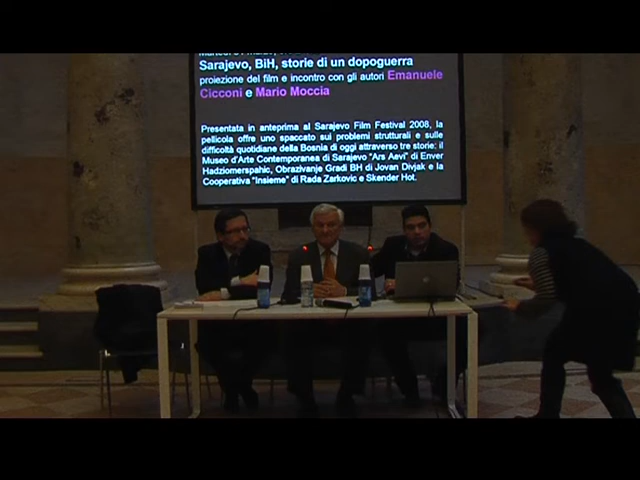 Sarajevo, BiH, storie di un dopoguerra
proiezione del film e incontro con gli autori Emanuele
Cicconi e Mario Moccia
Presentata in anteprima al Sarajevo Film Festival 2008, la
pellicola offre uno spaccato sui problemi strutturali e sulle
difficoltà quotidiane della Bosnia di oggi attraverso tre storie: il
Museo d'Arte Contemporanea di Sarajevo "Ars Aevi" di Enver
Hadziomerspahic, Obrazivanje Gradi BH di Jovan Divjak e la
Cooperativa "Insieme" di Rada Zarkovic e Skender Hot.